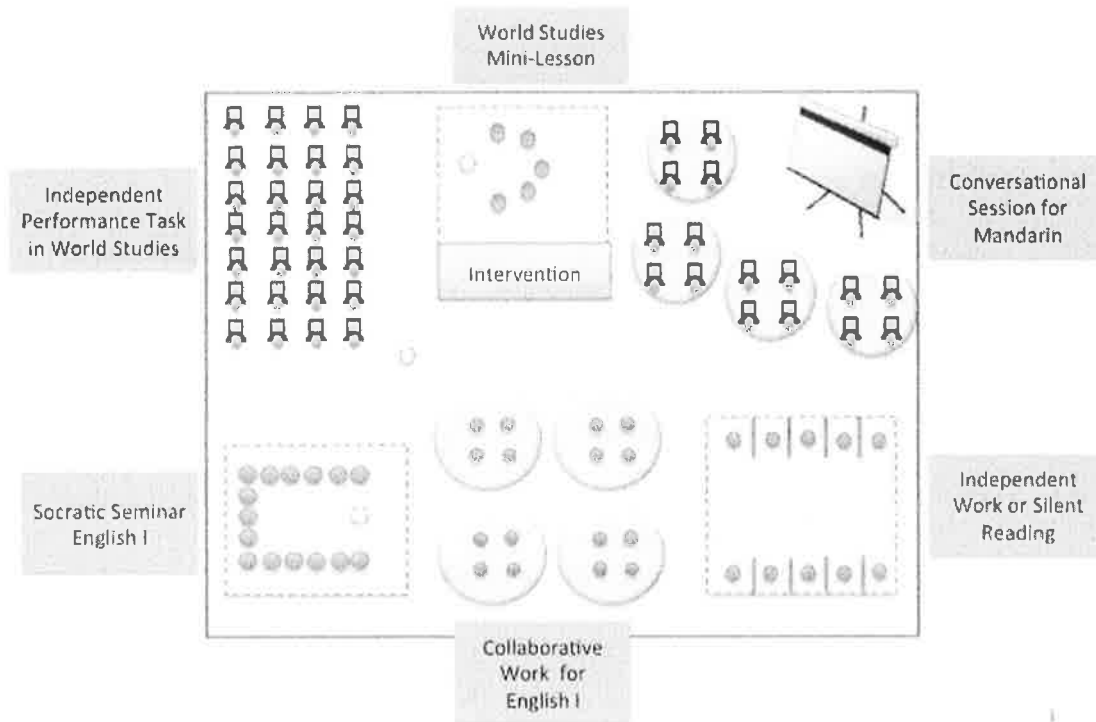 World Studies
Mini-Lesson
Independent
Performance Task
in World Studies
Conversational
Session for
Mandarin
Intervention
Socratic Seminar
English I
Independent
Work or Silent
Reading
Collaborative
Work for
English I